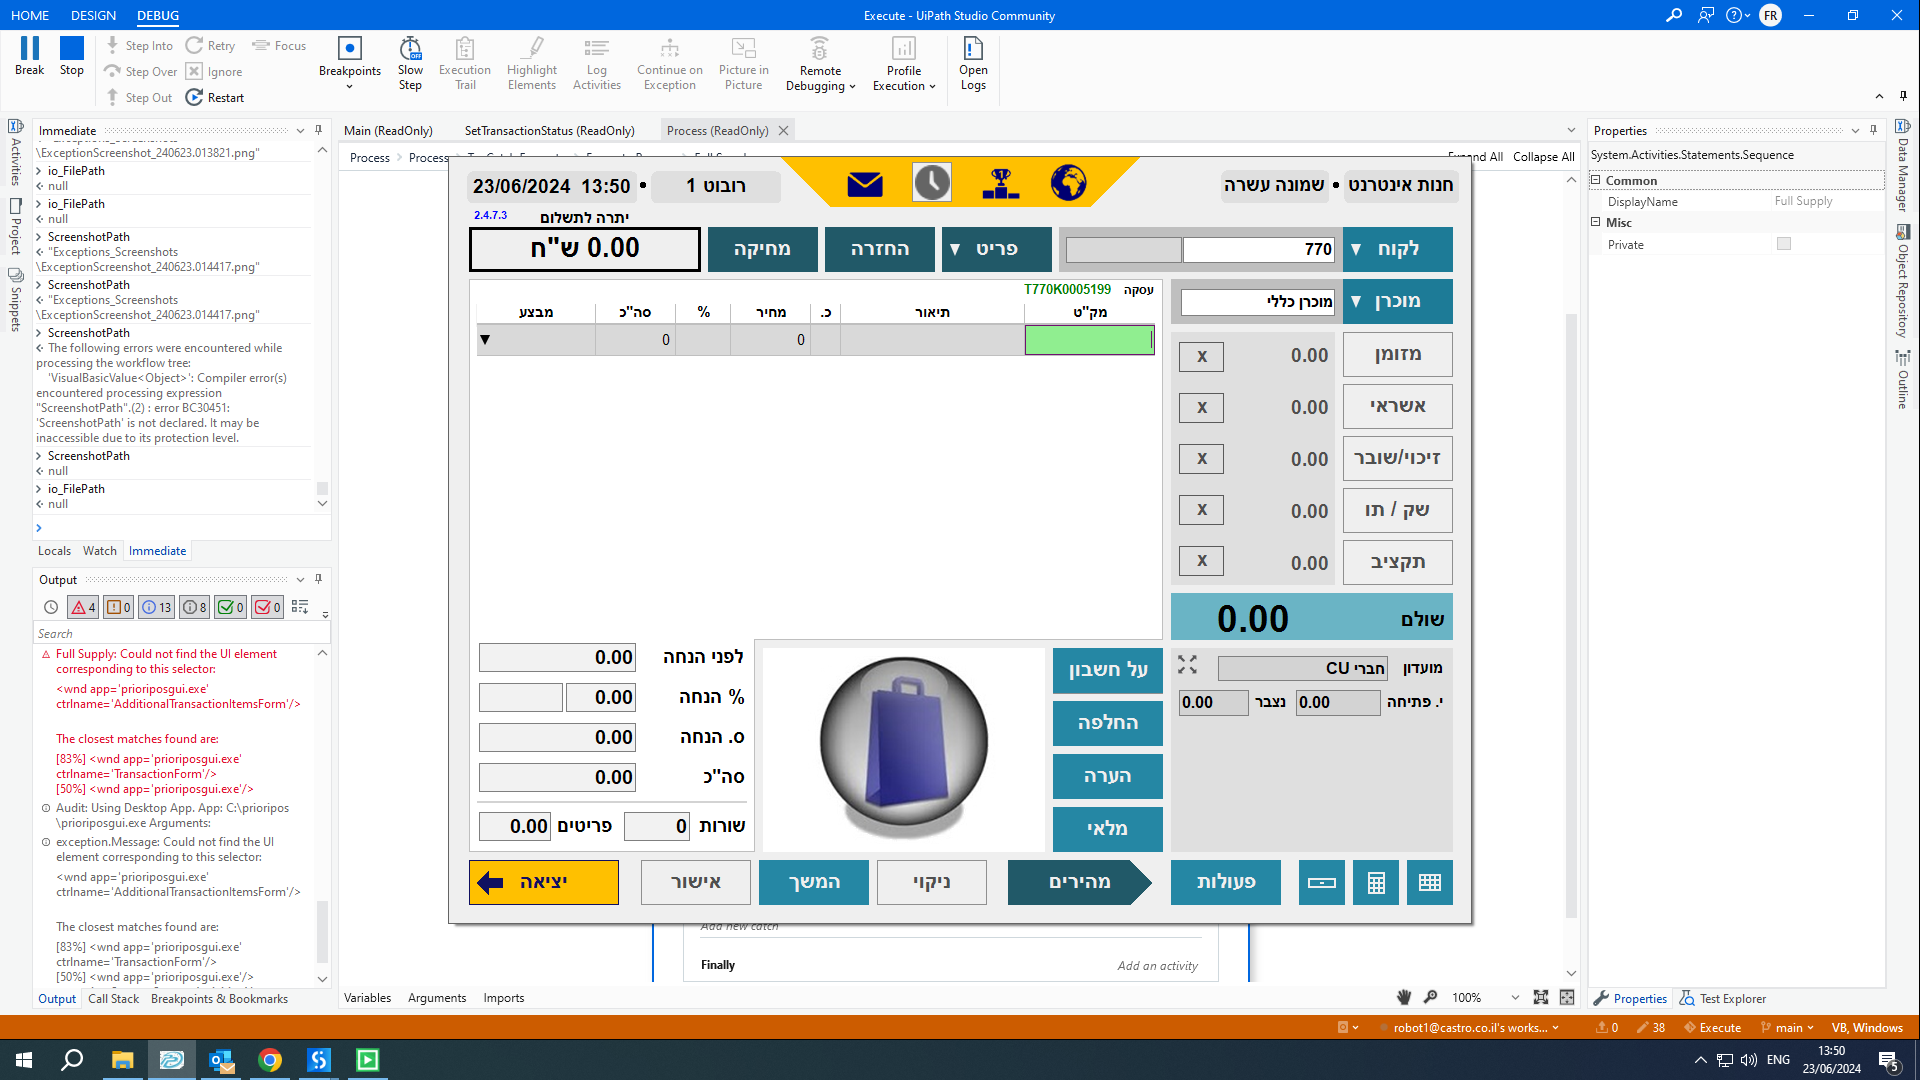 HOME DESIGN DEBUG
Execute - UiPath Studio Community
FR
Break
Stop
Step Into
Step Over
Step Out
Retry
Ignore
Restart
Focus
Breakpoints
Slow Step
Execution Trail
Highlight Elements
Log Activities
Continue on Exception
Picture in Picture
Remote Debugging
Profile Execution
Open Logs
Activities
Project
Snippets
Immediate
\ExceptionScreenshot_240623.013821.png"
io_FilePath
null
io_FilePath
null
ScreenshotPath
"Exceptions_Screenshots
\ExceptionScreenshot_240623.014417.png"
ScreenshotPath
"Exceptions_Screenshots
\ExceptionScreenshot_240623.014417.png"
ScreenshotPath
The following errors were encountered while
processing the workflow tree:
'VisualBasicValue<Object>': Compiler error(s)
encountered processing expression
"ScreenshotPath".(2) : error BC30451:
'ScreenshotPath' is not declared. It may be
inaccessible due to its protection level.
ScreenshotPath
null
io_FilePath
null
Locals Watch Immediate
Output
4 0 13 8 0 0
Search
Full Supply: Could not find the UI element
corresponding to this selector:
<wnd app='prioriposgui.exe'
ctrlname='AdditionalTransactionItemsForm'/>
The closest matches found are:
[83%] <wnd app='prioriposgui.exe'
ctrlname='TransactionForm'/>
[50%] <wnd app='prioriposgui.exe'/>
Audit: Using Desktop App. App: C:\prioripos
\prioriposgui.exe Arguments:
exception.Message: Could not find the UI
element corresponding to this selector:
<wnd app='prioriposgui.exe'
ctrlname='AdditionalTransactionItemsForm'/>
The closest matches found are:
[83%] <wnd app='prioriposgui.exe'
ctrlname='TransactionForm'/>
[50%] <wnd app='prioriposgui.exe'/>
Output Call Stack Breakpoints & Bookmarks
Main (ReadOnly) SetTransactionStatus (ReadOnly) Process (ReadOnly)
Process Process
Expand All Collapse All
חנות אינטרנט • שמונה עשרה
רובוט 1 • 23/06/2024 13:50
2.4.7.3
יתרה לתשלום
0.00 ש"ח
מחיקה
החזרה
פריט
770
לקוח
מוכרן כללי
מוכרן
עסקה T770K0005199
מק"ט תיאור כ. מחיר % סה"כ מבצע
0 0
X 0.00 מזומן
X 0.00 אשראי
X 0.00 זיכוי/שובר
X 0.00 שק / תו
X 0.00 תקציב
שולם 0.00
מועדון חברי CU
י. פתיחה 0.00 נצבר 0.00
לפני הנחה 0.00
% הנחה 0.00
ס. הנחה 0.00
סה"כ 0.00
שורות 0 פריטים 0.00
על חשבון
החלפה
הערה
מלאי
יציאה
אישור
המשך
ניקוי
מהירים
פעולות
Add new catch
Finally Add an activity
Variables Arguments Imports
100%
Properties
System.Activities.Statements.Sequence
Common
DisplayName Full Supply
Misc
Private
Properties Test Explorer
Data Manager
Object Repository
Outline
robot1@castro.co.il's works...
0 38 Execute main VB, Windows
ENG
13:50
23/06/2024
5